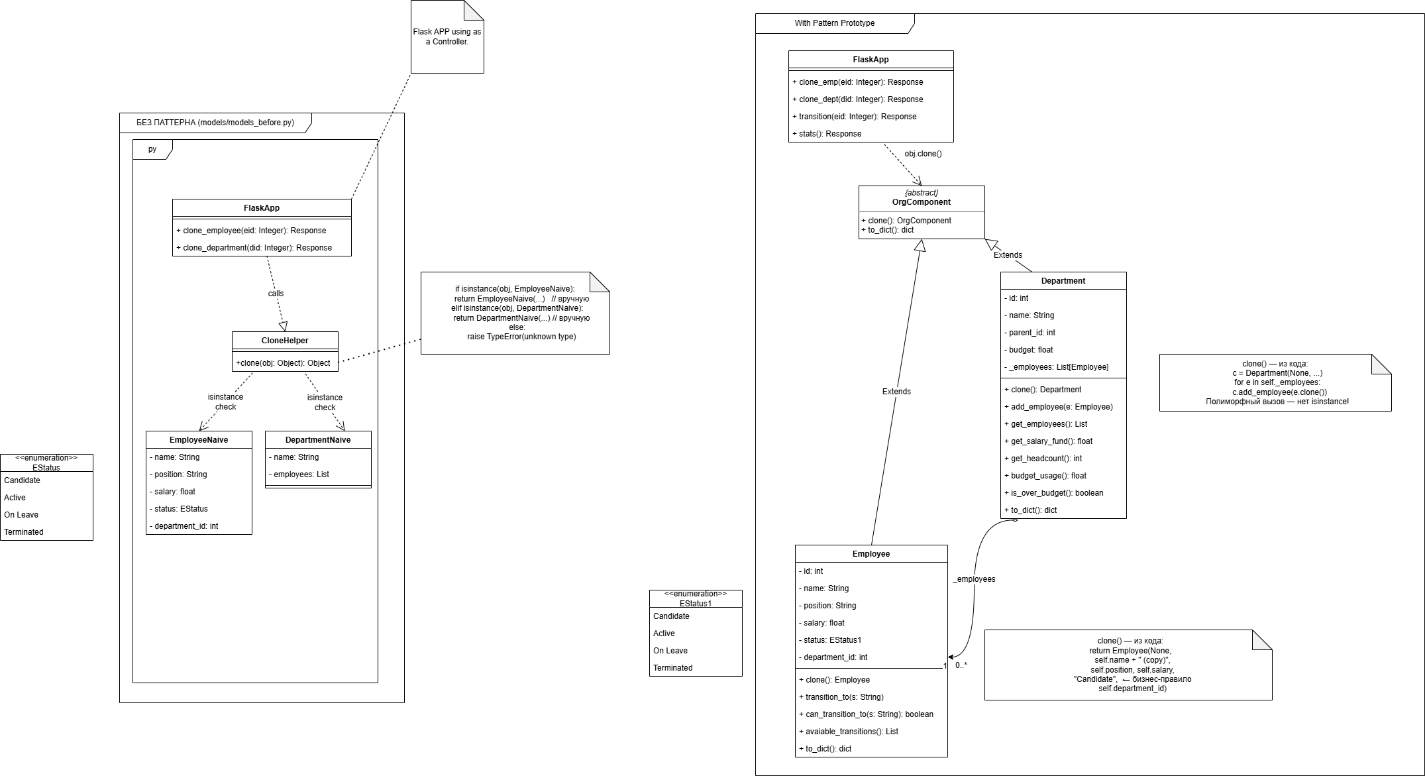 Flask APP using as
a Controller.
БЕЗ ПАТТЕРНА (models/models_before.py)
py
FlaskApp
+ clone_employee(eid: Integer): Response
+ clone_department(did: Integer): Response
calls
CloneHelper
+clone(obj: Object): Object
if isinstance(obj, EmployeeNaive):
return EmployeeNaive(...)   // вручную
elif isinstance(obj, DepartmentNaive):
return DepartmentNaive(...) // вручную
else:
raise TypeError(unknown type)
isinstance
check
isinstance
check
EmployeeNaive
- name: String
- position: String
- salary: float
- status: EStatus
- department_id: int
DepartmentNaive
- name: String
- employees: List
<<enumeration>>
EStatus
Candidate
Active
On Leave
Terminated
With Pattern Prototype
FlaskApp
+ clone_emp(eid: Integer): Response
+ clone_dept(did: Integer): Response
+ transition(eid: Integer): Response
+ stats(): Response
obj.clone()
{abstract}
OrgComponent
+ clone(): OrgComponent
+ to_dict(): dict
Extends
Extends
Department
- id: int
- name: String
- parent_id: int
- budget: float
- _employees: List[Employee]
+ clone(): Department
+ add_employee(e: Employee)
+ get_employees(): List
+ get_salary_fund(): float
+ get_headcount(): int
+ budget_usage(): float
+ is_over_budget(): boolean
+ to_dict(): dict
clone() — из кода:
c = Department(None, ...)
for e in self._employees:
c.add_employee(e.clone())
Полиморфный вызов — нет isinstance!
_employees
1
0..*
Employee
- id: int
- name: String
- position: String
- salary: float
- status: EStatus1
- department_id: int
+ clone(): Employee
+ transition_to(s: String)
+ can_transition_to(s: String): boolean
+ avaiable_transitions(): List
+ to_dict(): dict
<<enumeration>>
EStatus1
Candidate
Active
On Leave
Terminated
clone() — из кода:
return Employee(None,
self.name + " (copy)",
self.position, self.salary,
"Candidate",  ← бизнес-правило
self.department_id)